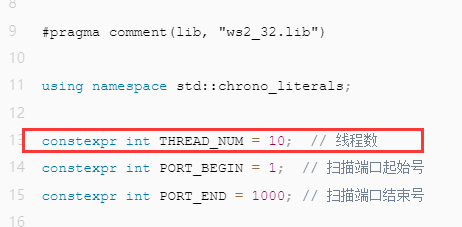 8
9 #pragma comment(lib, "ws2_32.lib")
10
11 using namespace std::chrono_literals;
12
13 constexpr int THREAD_NUM = 10;  // 线程数
14 constexpr int PORT_BEGIN = 1;  // 扫描端口起始号
15 constexpr int PORT_END = 1000; // 扫描端口结束号
16